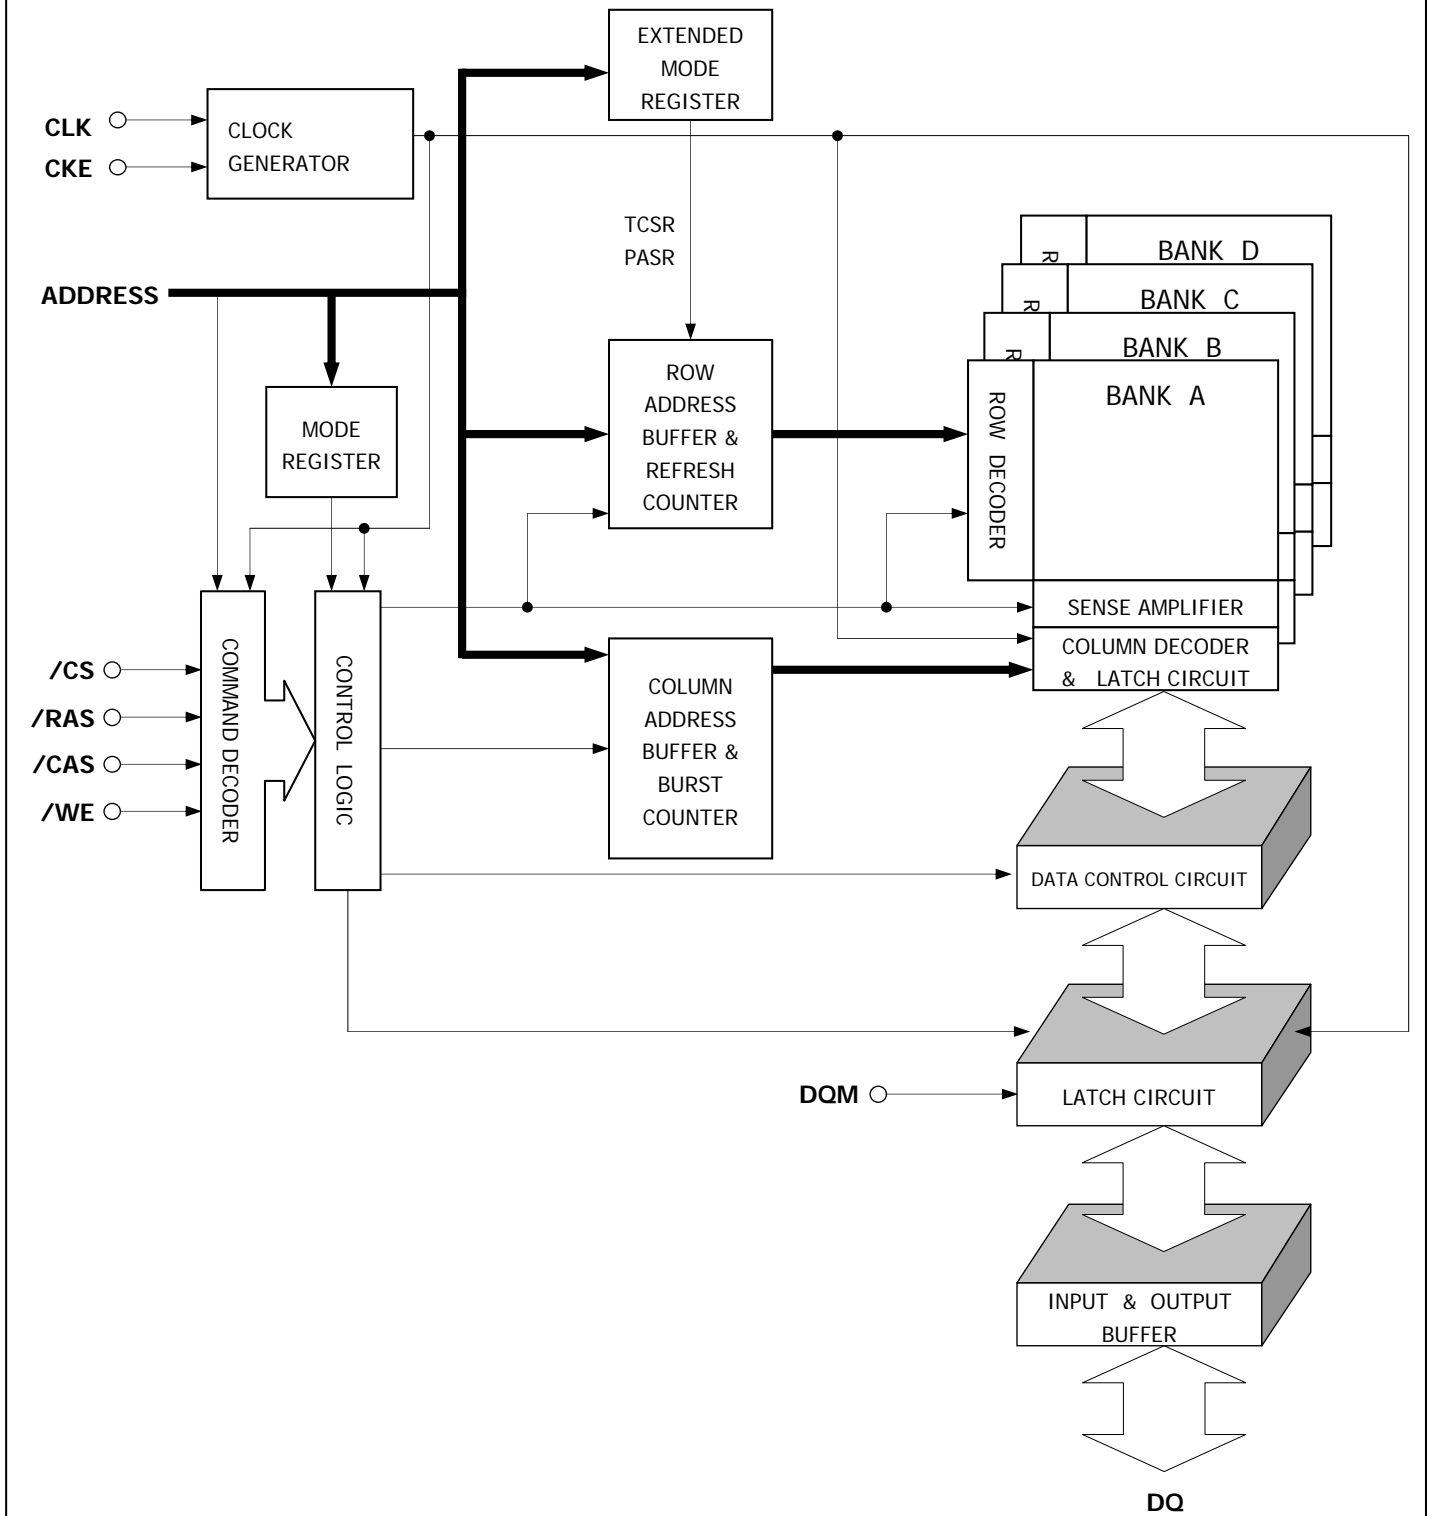 EXTENDED
MODE
REGISTER
CLK
CKE
CLOCK
GENERATOR
TCSR
PASR
ADDRESS
R
BANK D
R
BANK C
R
BANK B
BANK A
ROW DECODER
ROW
ADDRESS
BUFFER &
REFRESH
COUNTER
MODE
REGISTER
SENSE AMPLIFIER
COLUMN DECODER
& LATCH CIRCUIT
/CS
/RAS
/CAS
/WE
COMMAND DECODER
CONTROL LOGIC
COLUMN
ADDRESS
BUFFER &
BURST
COUNTER
DATA CONTROL CIRCUIT
DQM
LATCH CIRCUIT
INPUT & OUTPUT
BUFFER
DQ